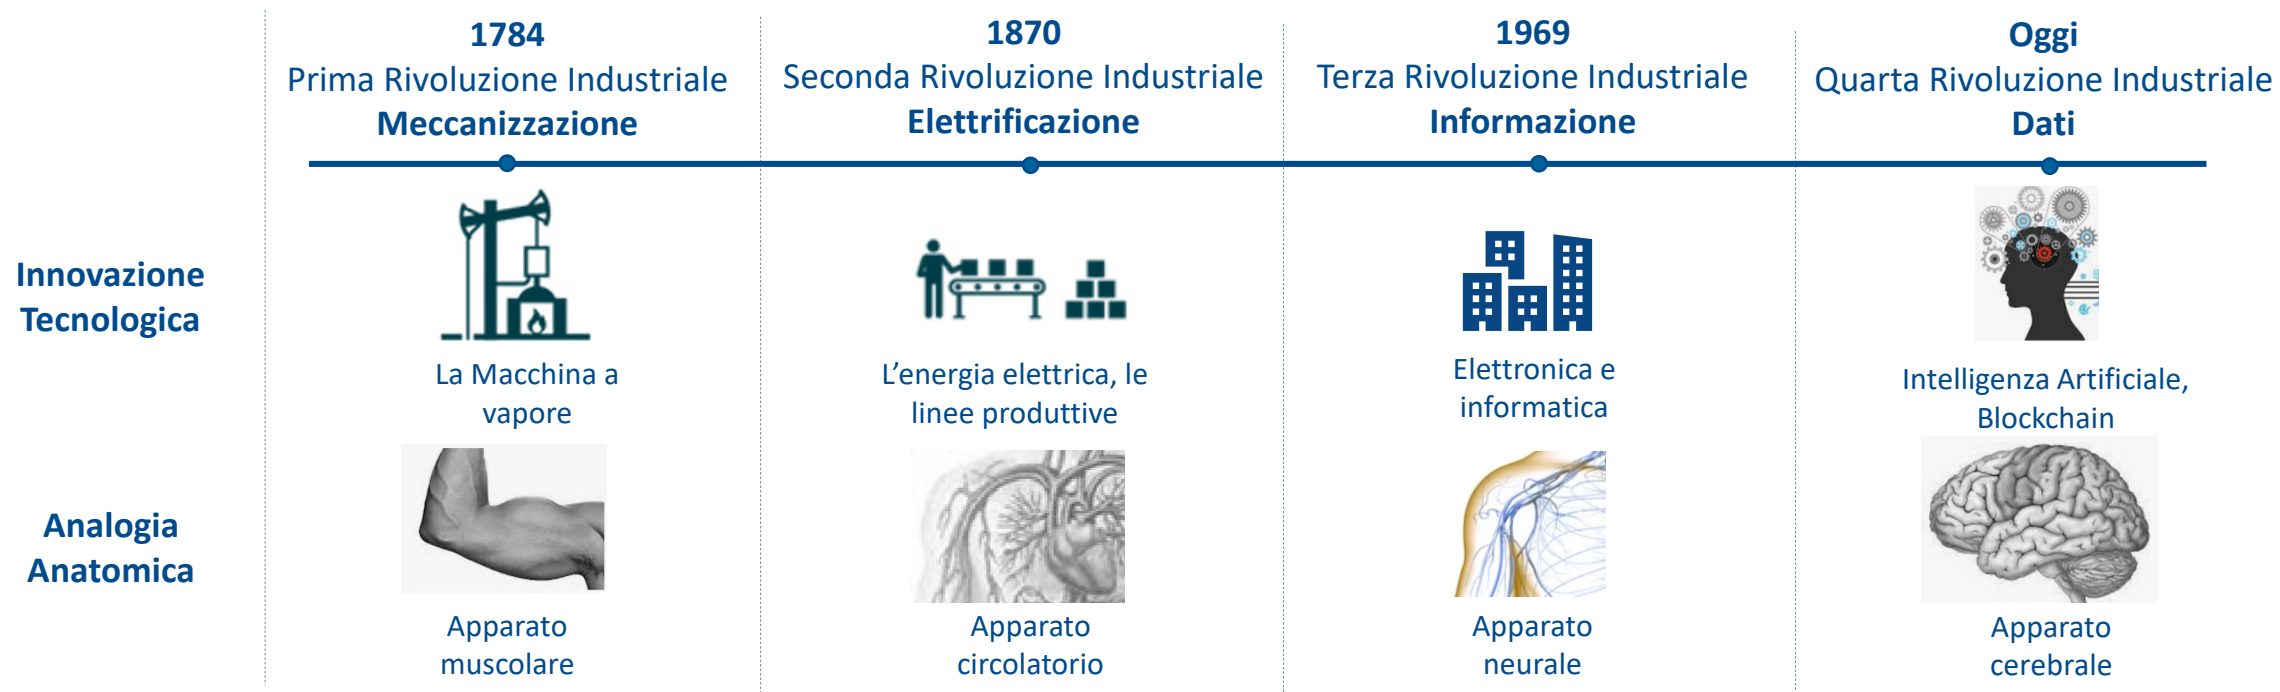 1784
Prima Rivoluzione Industriale
Meccanizzazione
1870
Seconda Rivoluzione Industriale
Elettrificazione
1969
Terza Rivoluzione Industriale
Informazione
Oggi
Quarta Rivoluzione Industriale
Dati
Innovazione
Tecnologica
La Macchina a
vapore
L’energia elettrica, le
linee produttive
Elettronica e
informatica
Intelligenza Artificiale,
Blockchain
Analogia
Anatomica
Apparato
muscolare
Apparato
circolatorio
Apparato
neurale
Apparato
cerebrale